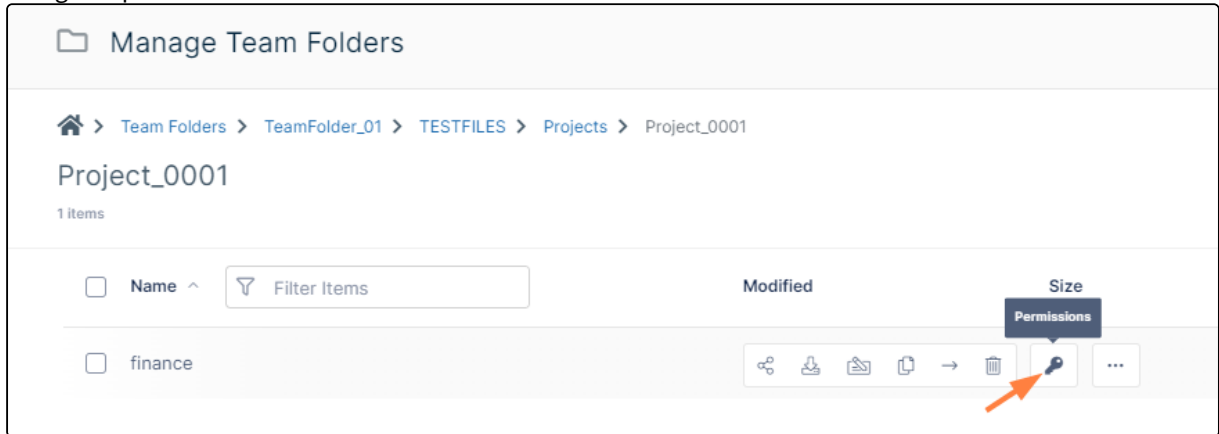 Manage Team Folders
Team Folders > TeamFolder_01 > TESTFILES > Projects > Project_0001
Project_0001
1 items
Name Filter Items Modified Size
Permissions
finance